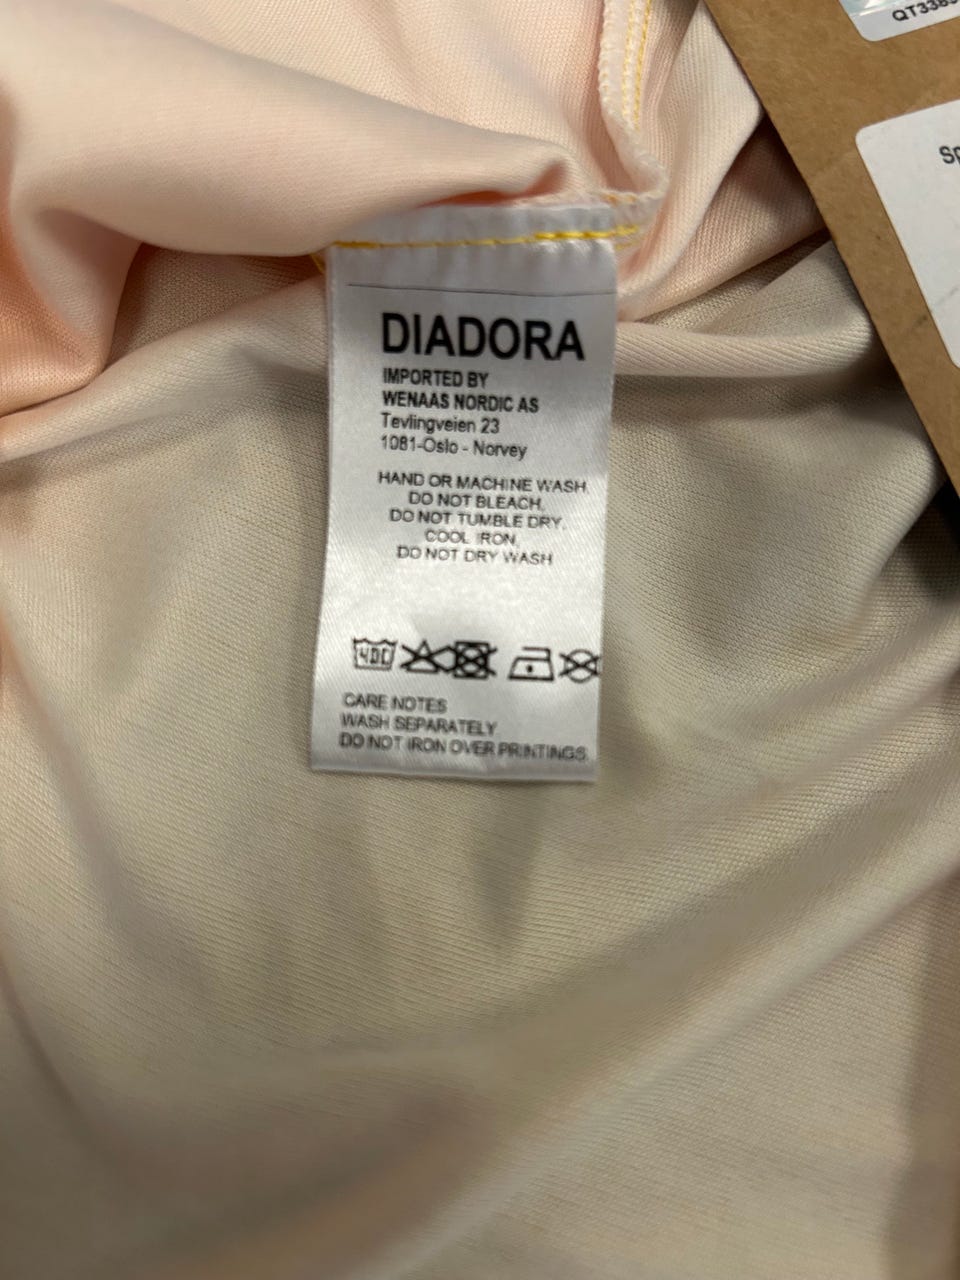 DIADORA
IMPORTED BY
WENAAS NORDIC AS
Tevlingveien 23
1081-Oslo - Norvey
HAND OR MACHINE WASH.
DO NOT BLEACH.
DO NOT TUMBLE DRY.
COOL IRON.
DO NOT DRY WASH
CARE NOTES
WASH SEPARATELY
DO NOT IRON OVER PRINTINGS.